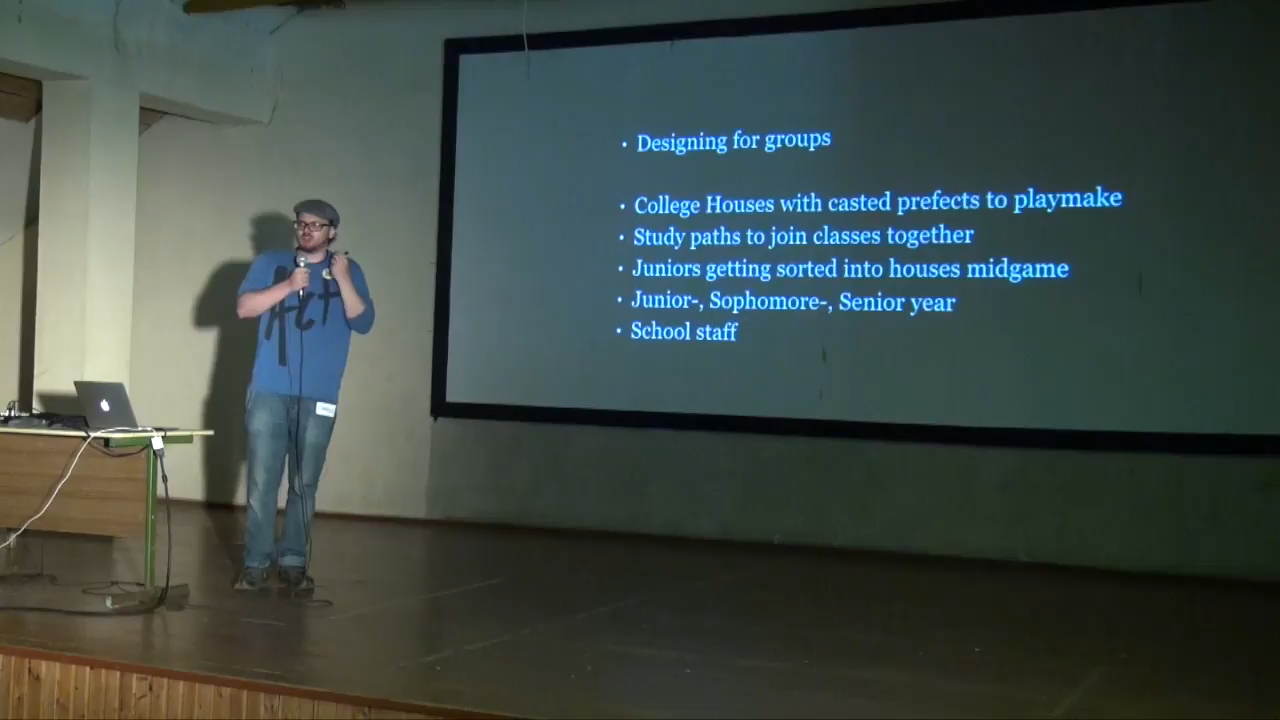 • Designing for groups
• College Houses with casted prefects to playmake
• Study paths to join classes together
• Juniors getting sorted into houses midgame
• Junior-, Sophomore-, Senior year
• School staff
Act